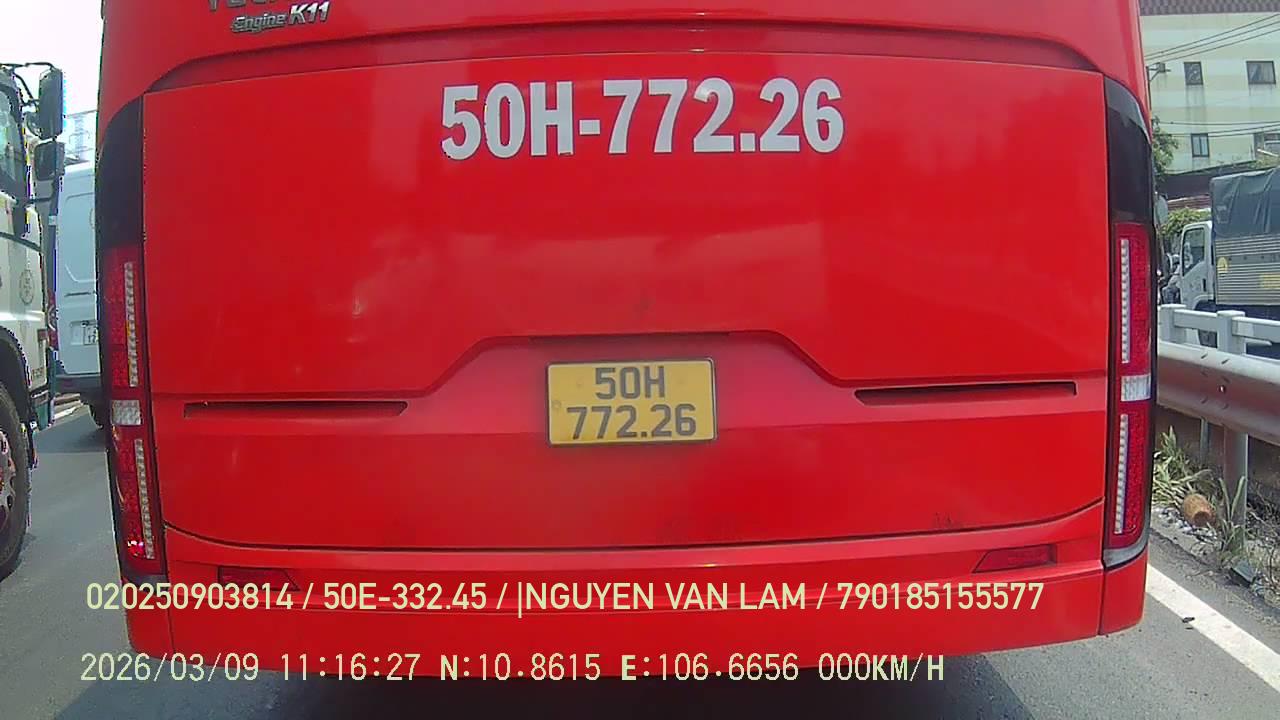 Engine K11
50H-772.26
50H
772.26
020250903814 / 50E-332.45 / |NGUYEN VAN LAM / 790185155577
2026/03/09 11:16:27 N:10.8615 E:106.6656 000KM/H